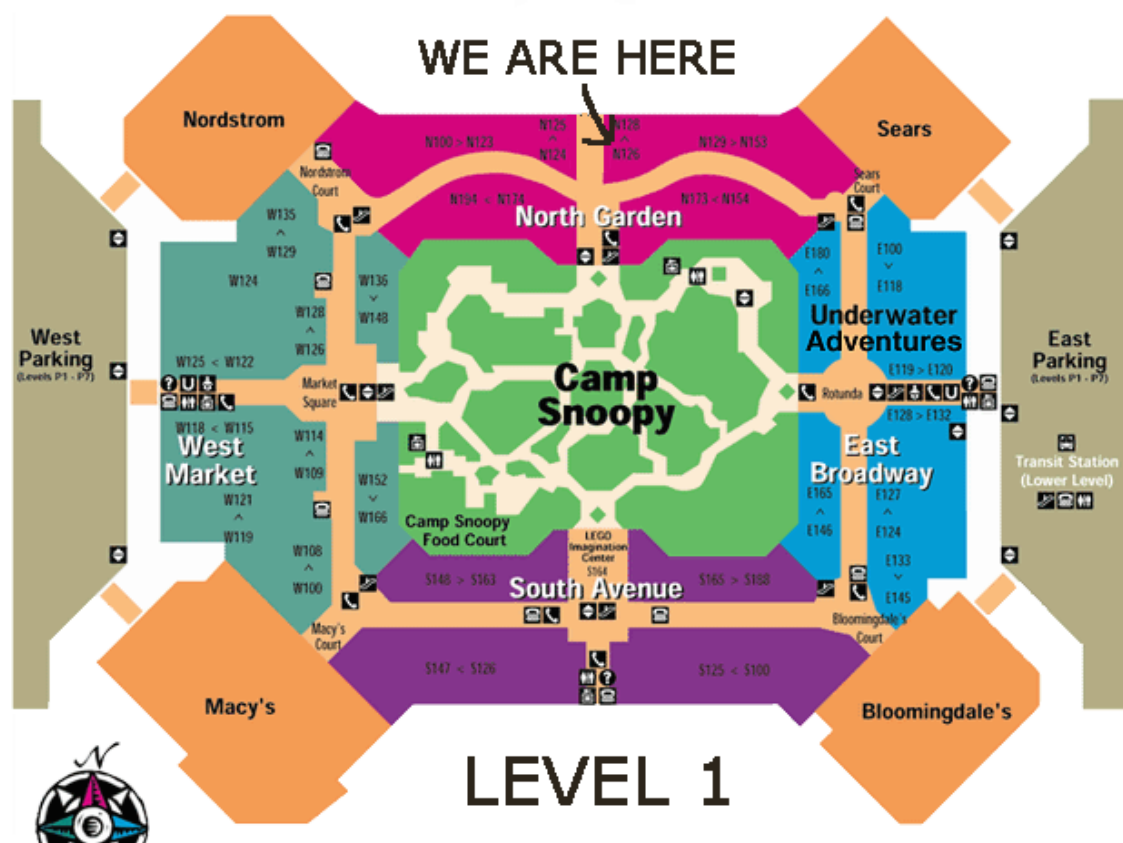 WE ARE HERE
Nordstrom
Sears
N100 > N123
N125
^
N124
N128
^
N126
N129 > N153
Nordstrom
Court
Sears
Court
N194 < N174
N173 < N154
North Garden
W135
^
W129
W124
W136
v
W148
W128
^
W126
E180
^
E166
E100
v
E118
Underwater
Adventures
West
Parking
(Levels P1 - P7)
East
Parking
(Levels P1 - P7)
W125 < W122
E119 > E120
Camp
Snoopy
Market
Square
Rotunda
W118 < W115
E128 > E132
West
Market
W114
^
W109
East
Broadway
W121
^
W119
W152
v
W166
E165
^
E146
E127
^
E124
Transit Station
(Lower Level)
Camp Snoopy
Food Court
LEGO
Imagination
Center
S164
W108
^
W100
E133
v
E145
S148 > S163
S165 > S188
South Avenue
Macy's
Court
Bloomingdale's
Court
S147 < S126
S125 < S100
Macy's
Bloomingdale's
LEVEL 1
N